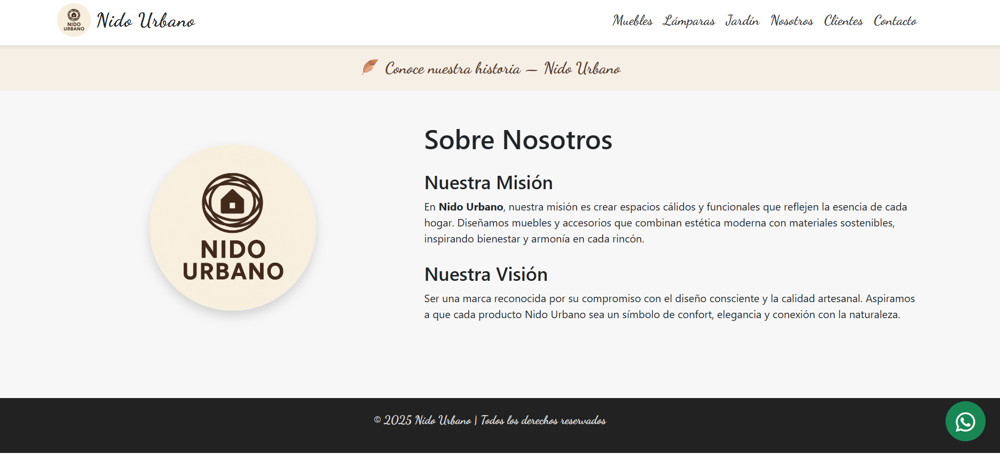 NIDO
URBANO
Nido Urbano
Muebles Lámparas Jardín Nosotros Clientes Contacto
Conoce nuestra historia — Nido Urbano
NIDO
URBANO
Sobre Nosotros
Nuestra Misión
En Nido Urbano, nuestra misión es crear espacios cálidos y funcionales que reflejen la esencia de cada
hogar. Diseñamos muebles y accesorios que combinan estética moderna con materiales sostenibles,
inspirando bienestar y armonía en cada rincón.
Nuestra Visión
Ser una marca reconocida por su compromiso con el diseño consciente y la calidad artesanal. Aspiramos
a que cada producto Nido Urbano sea un símbolo de confort, elegancia y conexión con la naturaleza.
© 2025 Nido Urbano | Todos los derechos reservados